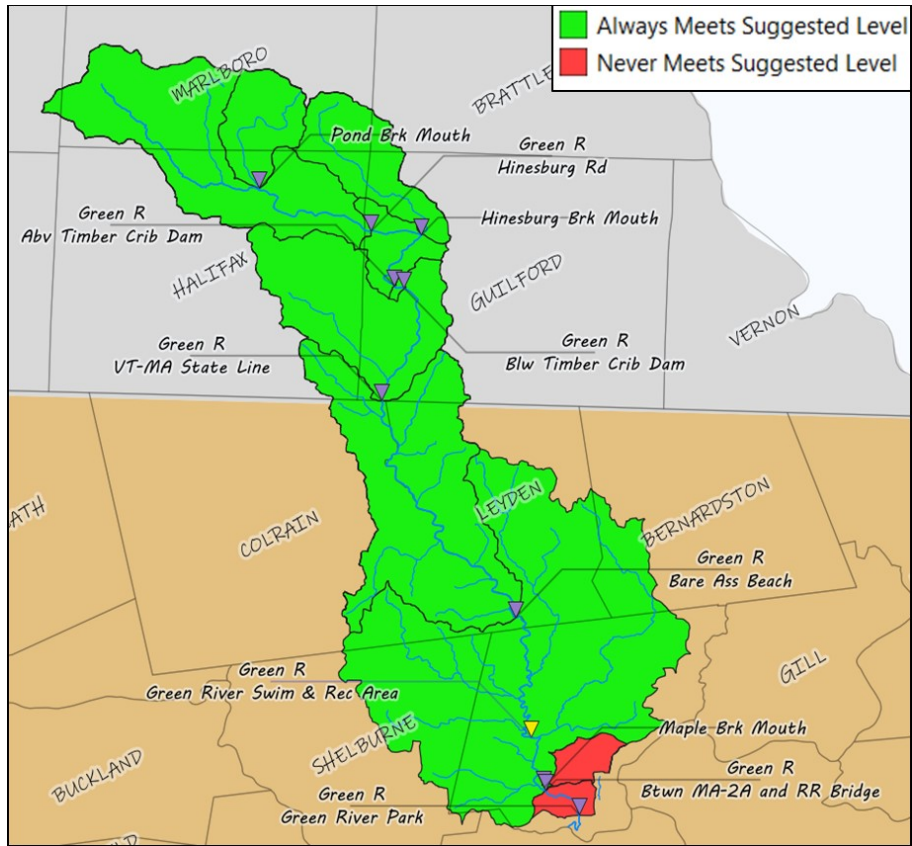 Always Meets Suggested Level
Never Meets Suggested Level
MARLBORO
BRATTLE
Pond Brk Mouth
Green R
Hinesburg Rd
Green R
Abv Timber Crib Dam
Hinesburg Brk Mouth
HALIFAX
GUILFORD
VERNON
Green R
VT-MA State Line
Green R
Blw Timber Crib Dam
LEYDEN
ATH
COLRAIN
BERNARDSTON
Green R
Bare Ass Beach
GILL
Green R
Green River Swim & Rec Area
SHELBURNE
Maple Brk Mouth
BUCKLAND
Green R
Btwn MA-2A and RR Bridge
Green R
Green River Park